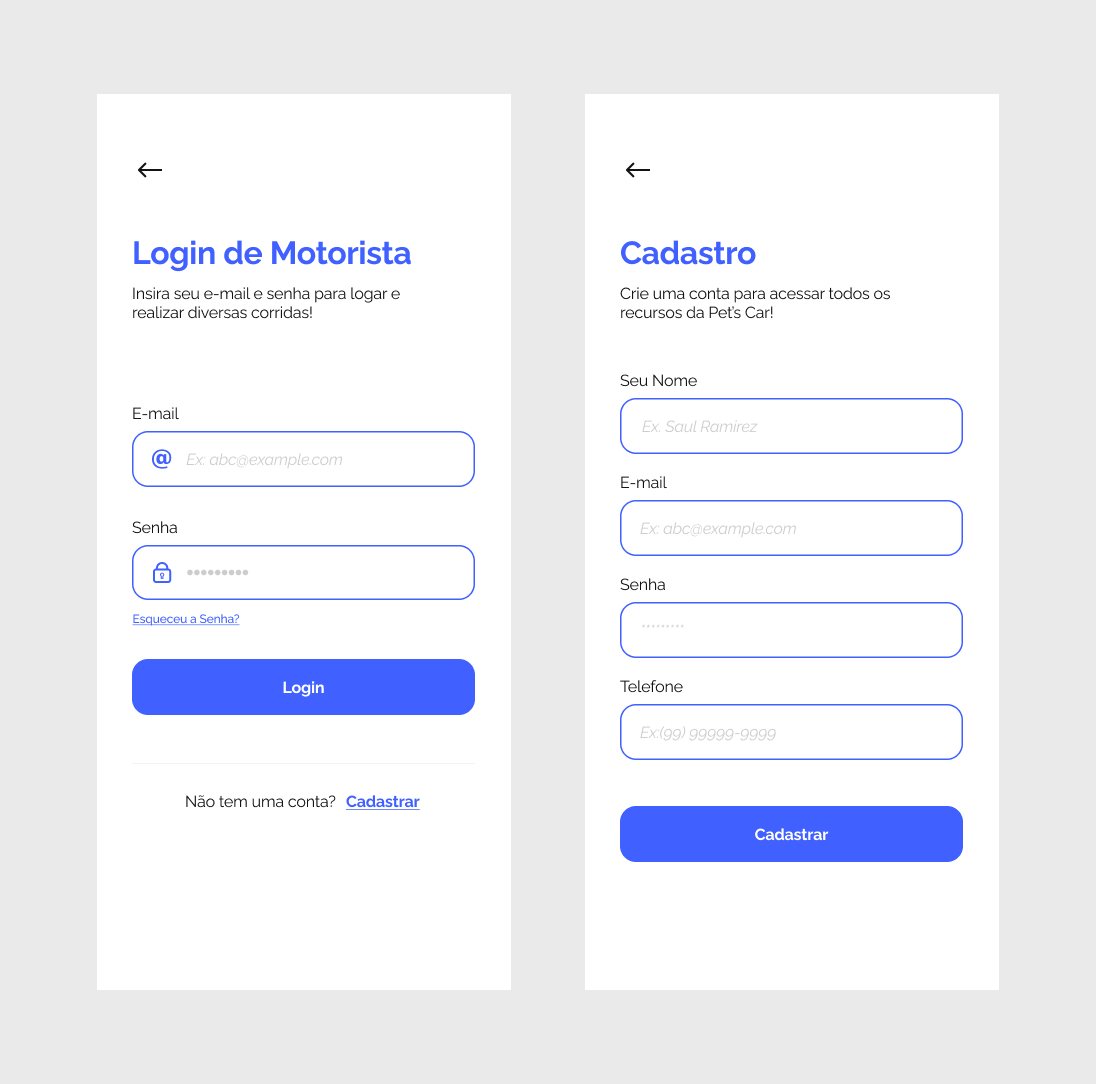 Login de Motorista
Insira seu e-mail e senha para logar e
realizar diversas corridas!
E-mail
@ Ex: abc@example.com
Senha
•••••••••
Esqueceu a Senha?
Login
Não tem uma conta? Cadastrar
Cadastro
Crie uma conta para acessar todos os
recursos da Pet's Car!
Seu Nome
Ex. Saul Ramirez
E-mail
Ex: abc@example.com
Senha
*********
Telefone
Ex:(99) 99999-9999
Cadastrar